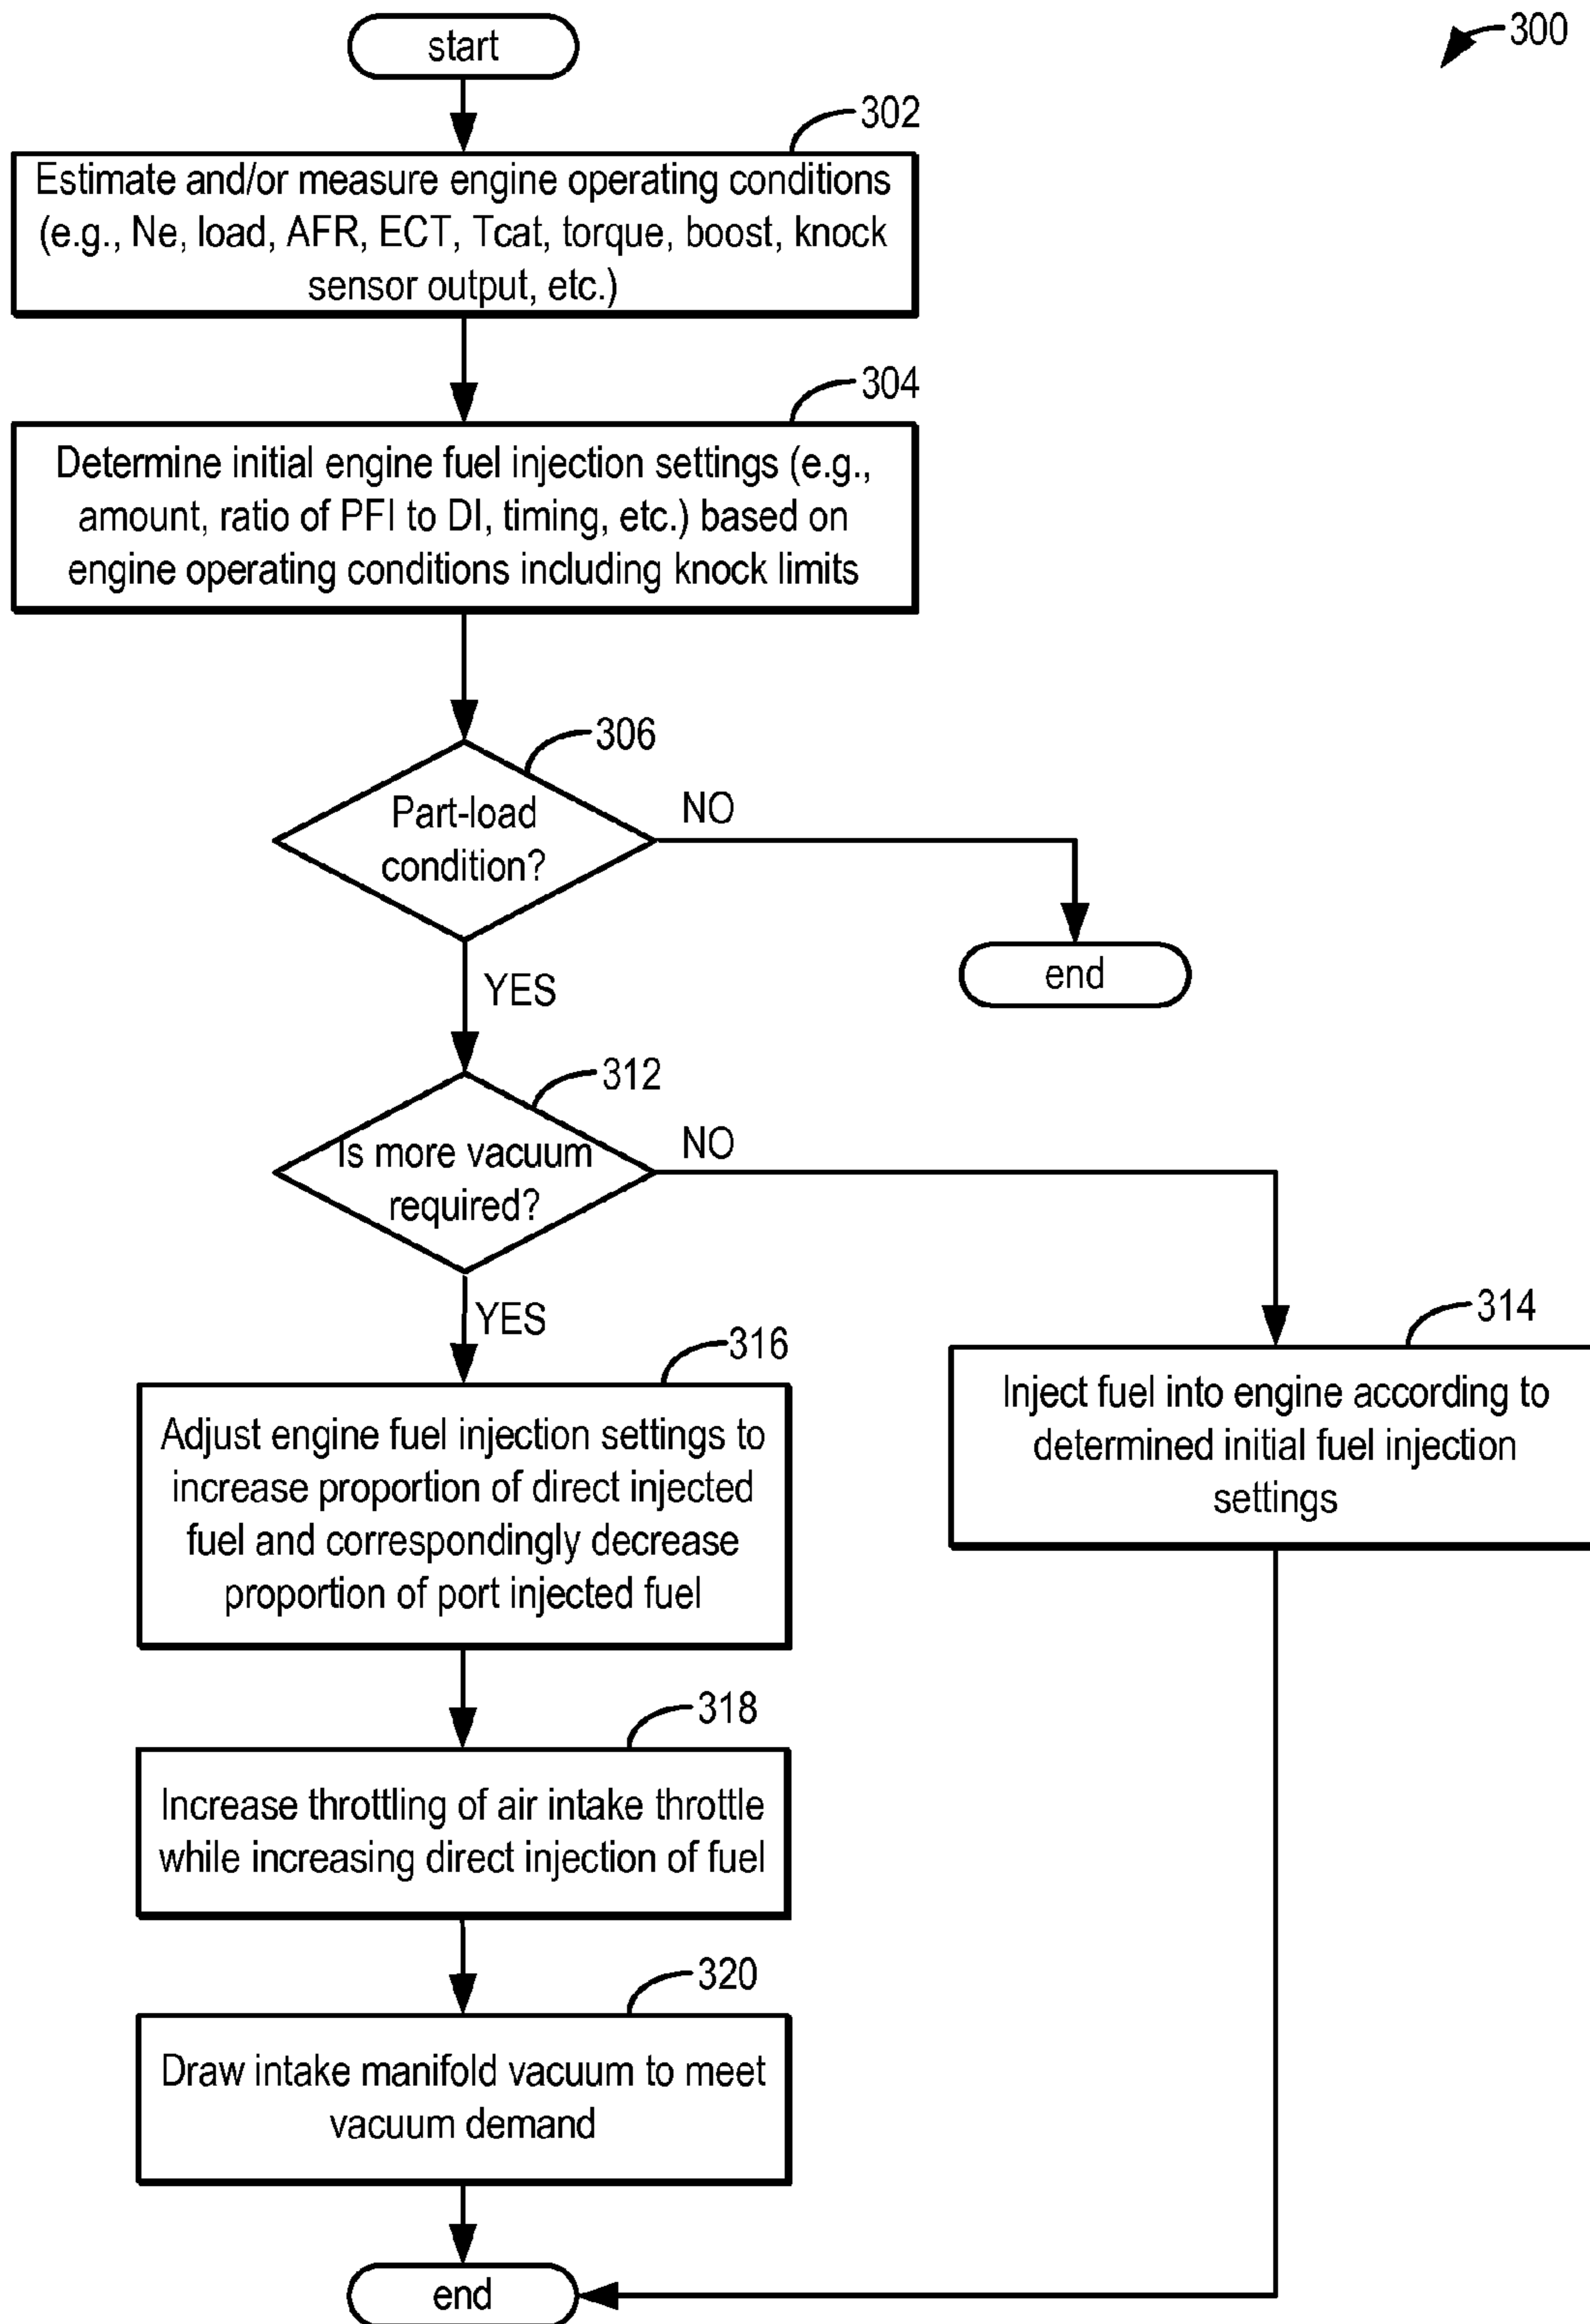 start
300
302
Estimate and/or measure engine operating conditions
(e.g., Ne, load, AFR, ECT, Tcat, torque, boost, knock
sensor output, etc.)
304
Determine initial engine fuel injection settings (e.g.,
amount, ratio of PFI to DI, timing, etc.) based on
engine operating conditions including knock limits
306
Part-load
condition?
NO
end
YES
312
Is more vacuum
required?
NO
YES
314
Inject fuel into engine according to
determined initial fuel injection
settings
316
Adjust engine fuel injection settings to
increase proportion of direct injected
fuel and correspondingly decrease
proportion of port injected fuel
318
Increase throttling of air intake throttle
while increasing direct injection of fuel
320
Draw intake manifold vacuum to meet
vacuum demand
end